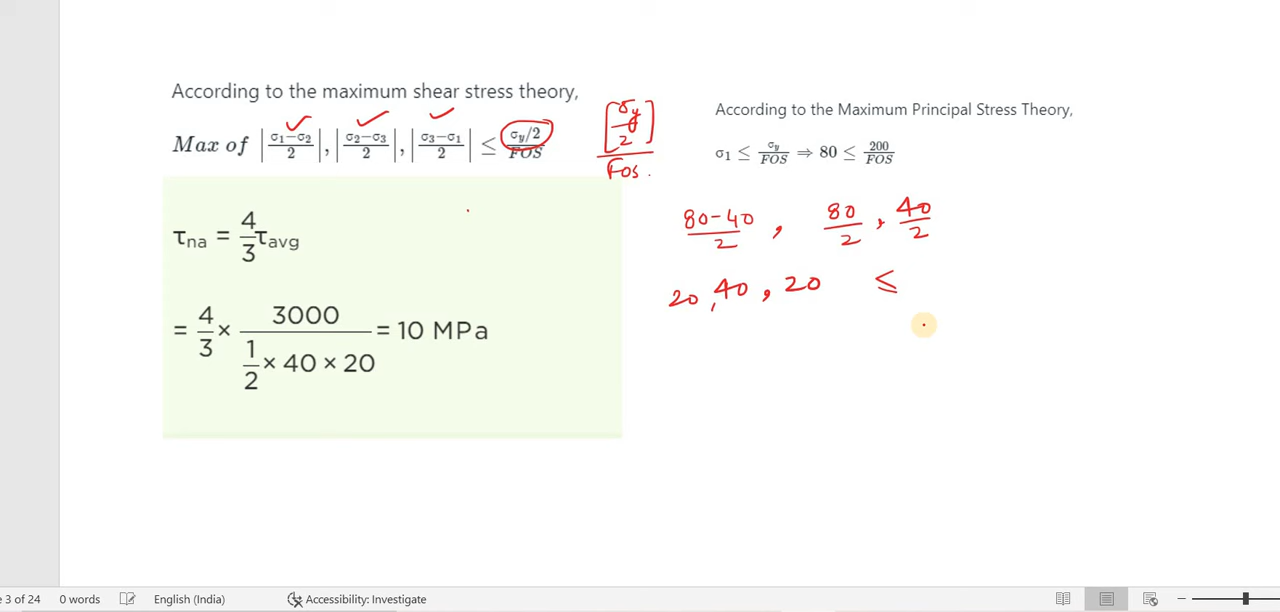 According to the maximum shear stress theory,
Max of |σ1−σ2/2|, |σ2−σ3/2|, |σ3−σ1/2| ≤ σy/2/FOS
[σy/2]/FOS.
According to the Maximum Principal Stress Theory,
σ1 ≤ σy/FOS ⇒ 80 ≤ 200/FOS
τna = 4/3 τavg
= 4/3 × 3000/(1/2 × 40 × 20) = 10 MPa
80-40/2, 80/2, 40/2
20, 40, 20 ≤
e 3 of 24 0 words English (India) Accessibility: Investigate